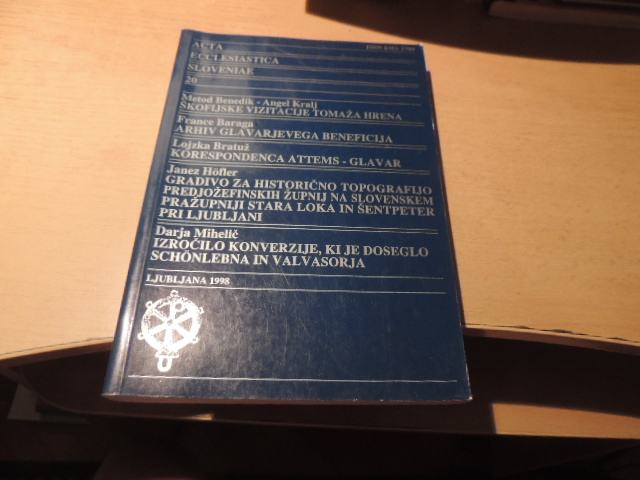 ACTA
ECCLESIASTICA
SLOVENIAE
20
ISSN
Metod Benedik - Angel Kralj
ŠKOFIJSKE VIZITACIJE TOMAŽA HRENA
France Baraga
ARHIV GLAVARJEVEGA BENEFICIJA
Lojzka Bratuž
KORESPONDENCA ATTEMS - GLAVAR
Janez Höfler
GRADIVO ZA HISTORIČNO TOPOGRAFIJO
PREDJOŽEFINSKIH ŽUPNIJ NA SLOVENSKEM
PRAŽUPNIJI STARA LOKA IN ŠENTPETER
PRI LJUBLJANI
Darja Mihelič
IZROČILO KONVERZIJE, KI JE DOSEGLO
SCHÖNLEBNA IN VALVASORJA
LJUBLJANA 1998